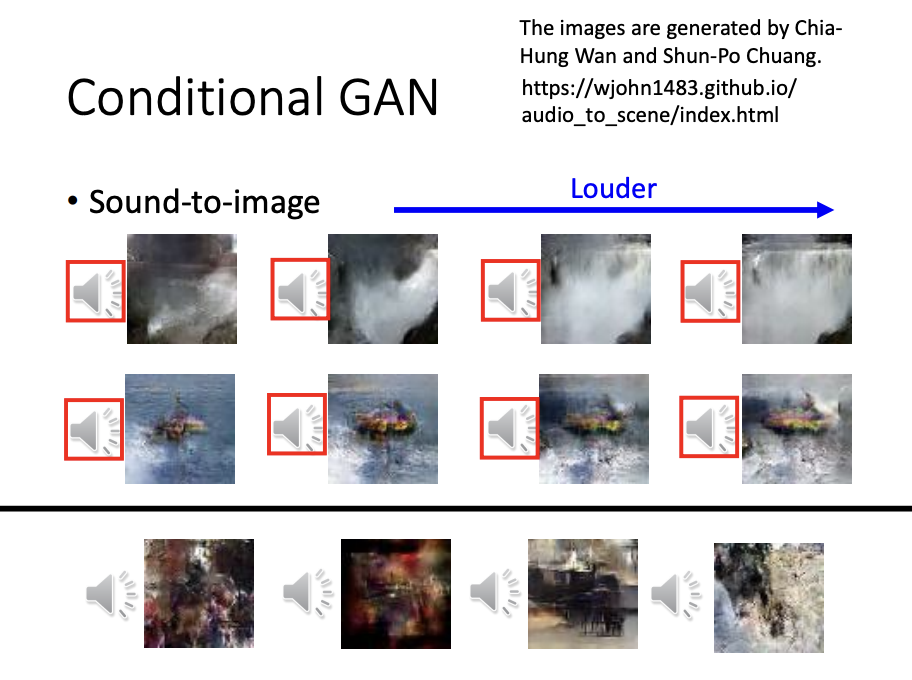 The images are generated by Chia-
Hung Wan and Shun-Po Chuang.
https://wjohn1483.github.io/
audio_to_scene/index.html
Conditional GAN
• Sound-to-image
Louder